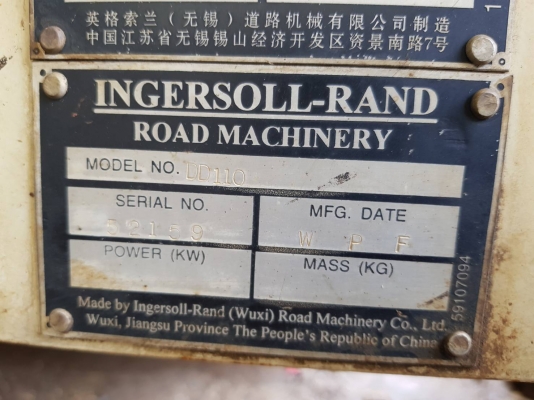 英格索兰（无锡）道路机械有限公司制造
中国江苏省无锡锡山经济开发区资景南路7号
INGERSOLL-RAND
ROAD MACHINERY
MODEL NO. LD110
SERIAL NO.
MFG. DATE
W P F
POWER (KW)
MASS (KG)
Made by Ingersoll-Rand (Wuxi) Road Machinery Co., Ltd.
Wuxi, Jiangsu Province The People's Republic of China
59107094